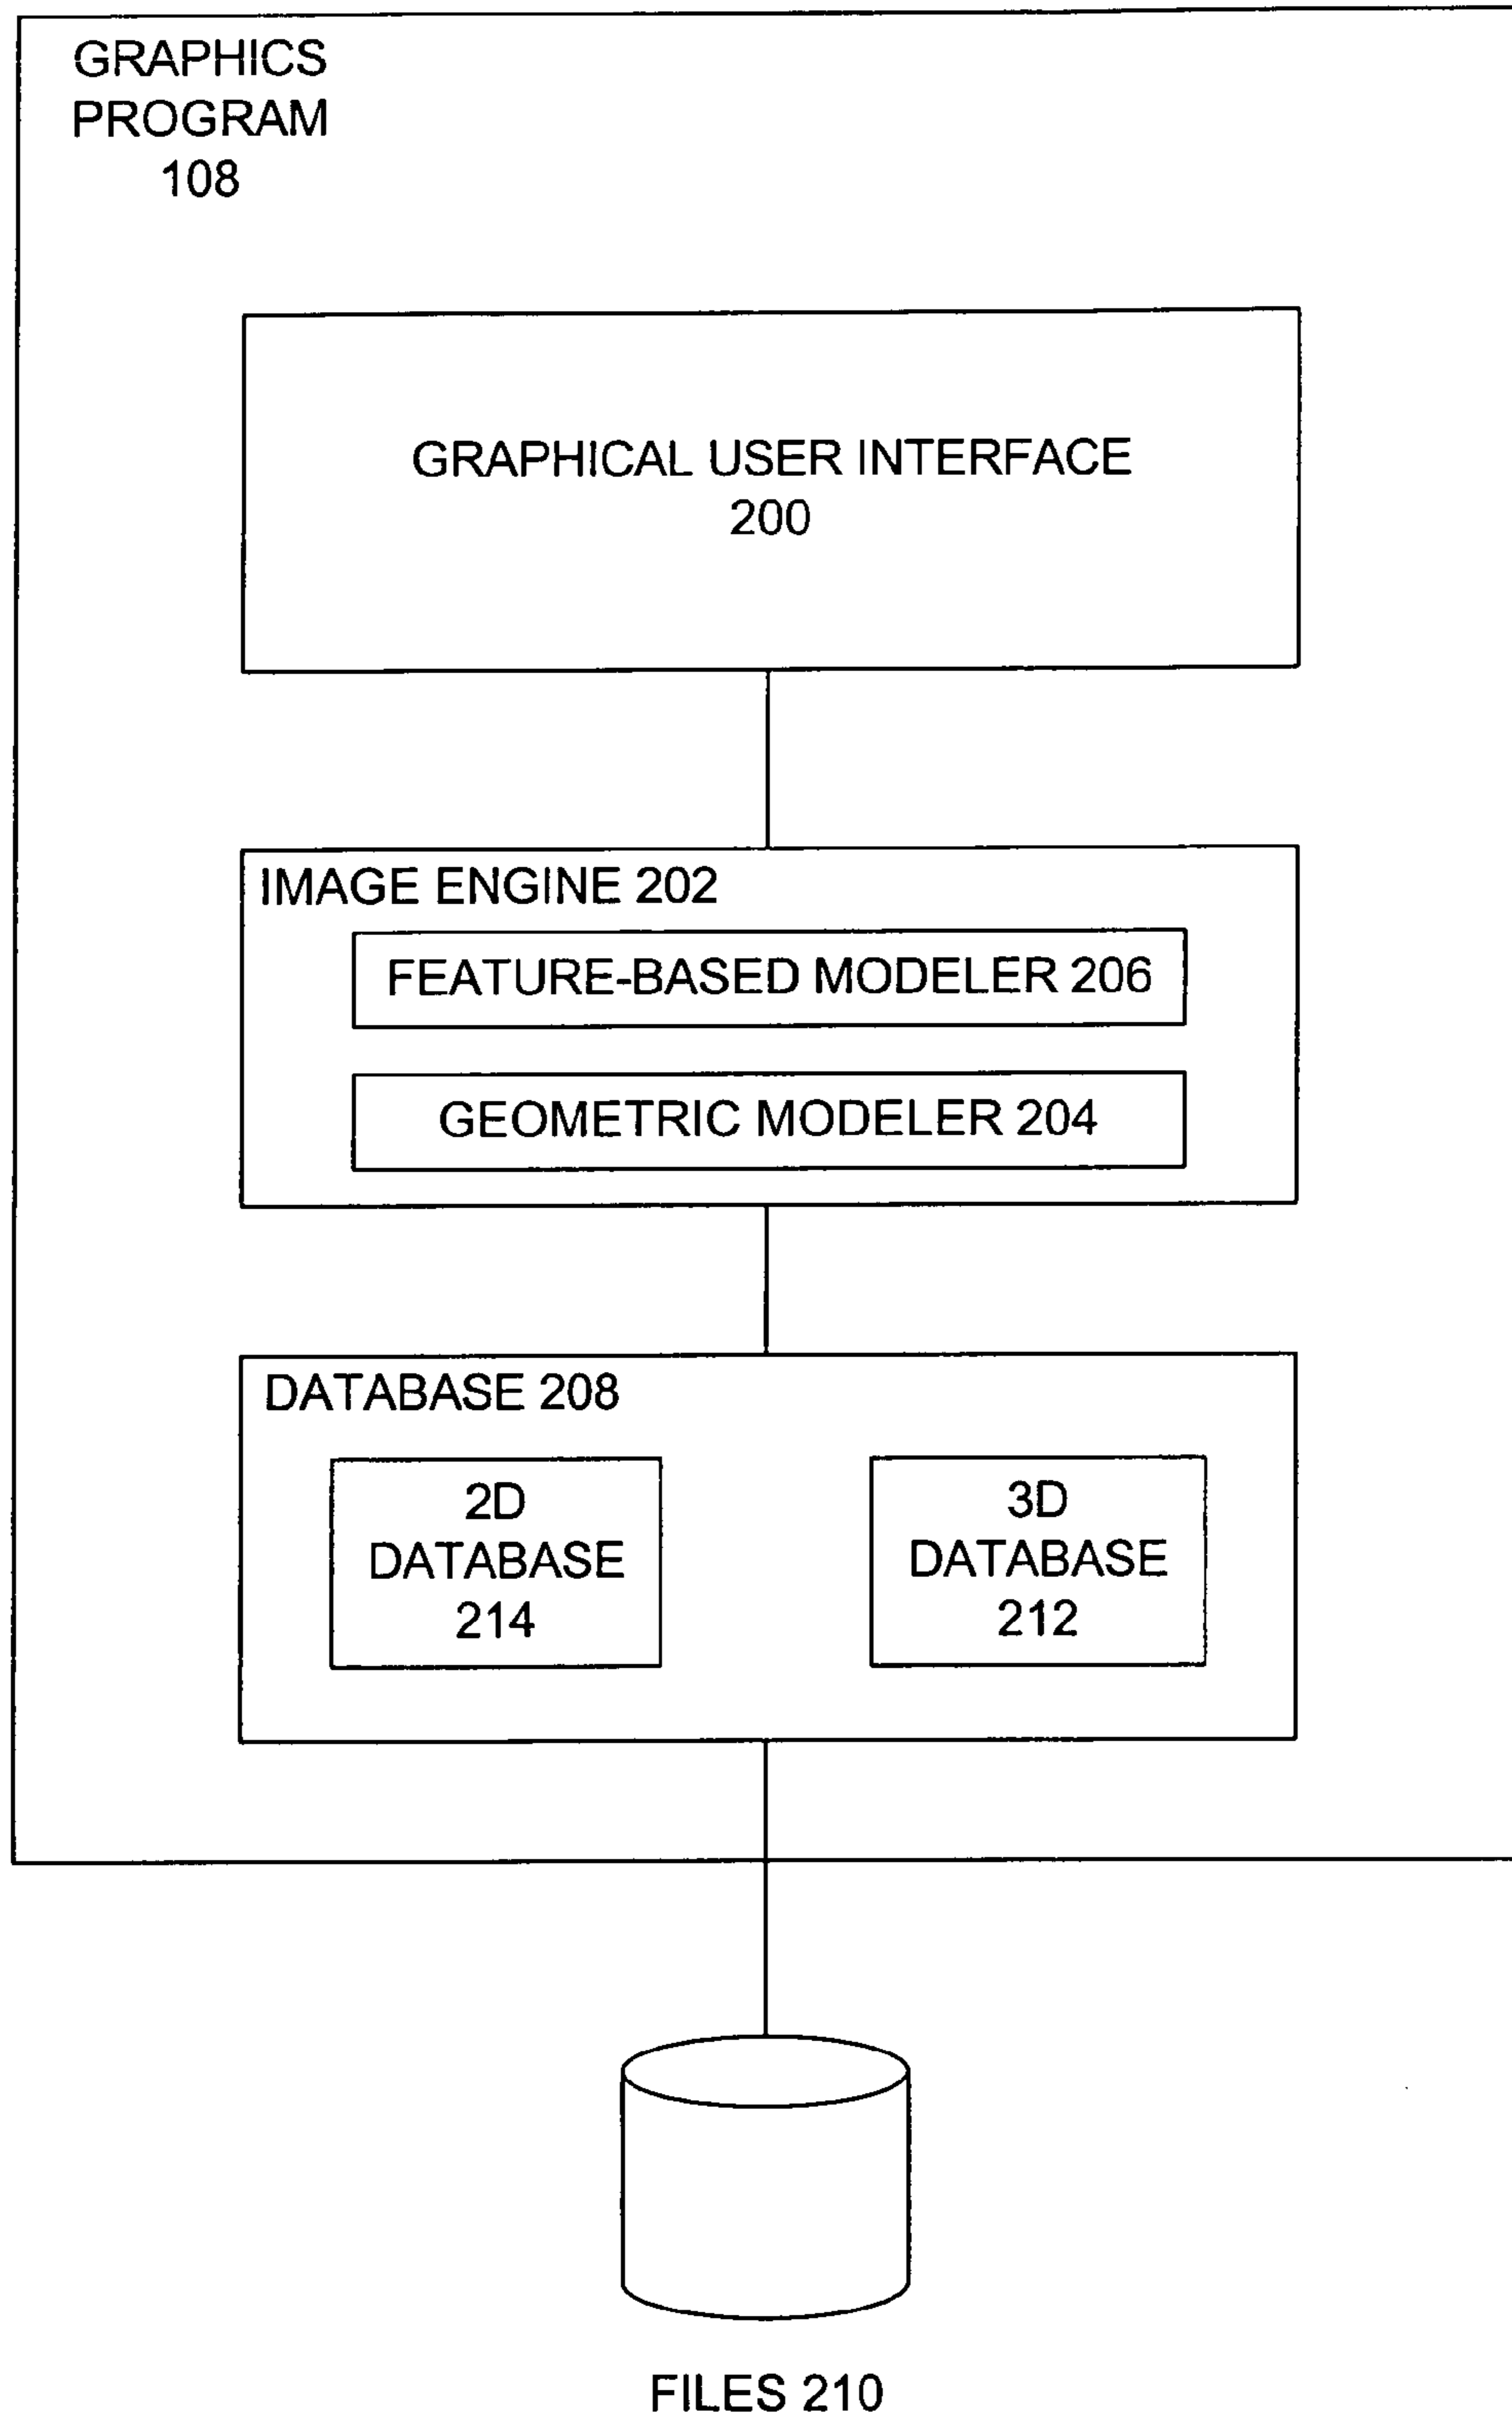 GRAPHICS
PROGRAM
108
GRAPHICAL USER INTERFACE
200
IMAGE ENGINE 202
FEATURE-BASED MODELER 206
GEOMETRIC MODELER 204
DATABASE 208
2D
DATABASE
214
3D
DATABASE
212
FILES 210